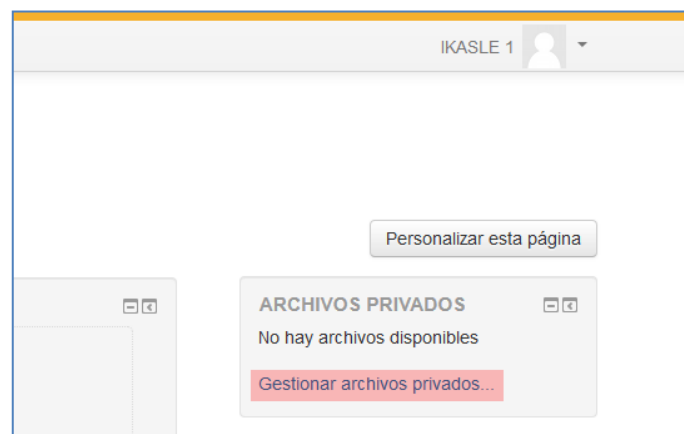 IKASLE 1
Personalizar esta página
ARCHIVOS PRIVADOS
No hay archivos disponibles
Gestionar archivos privados...